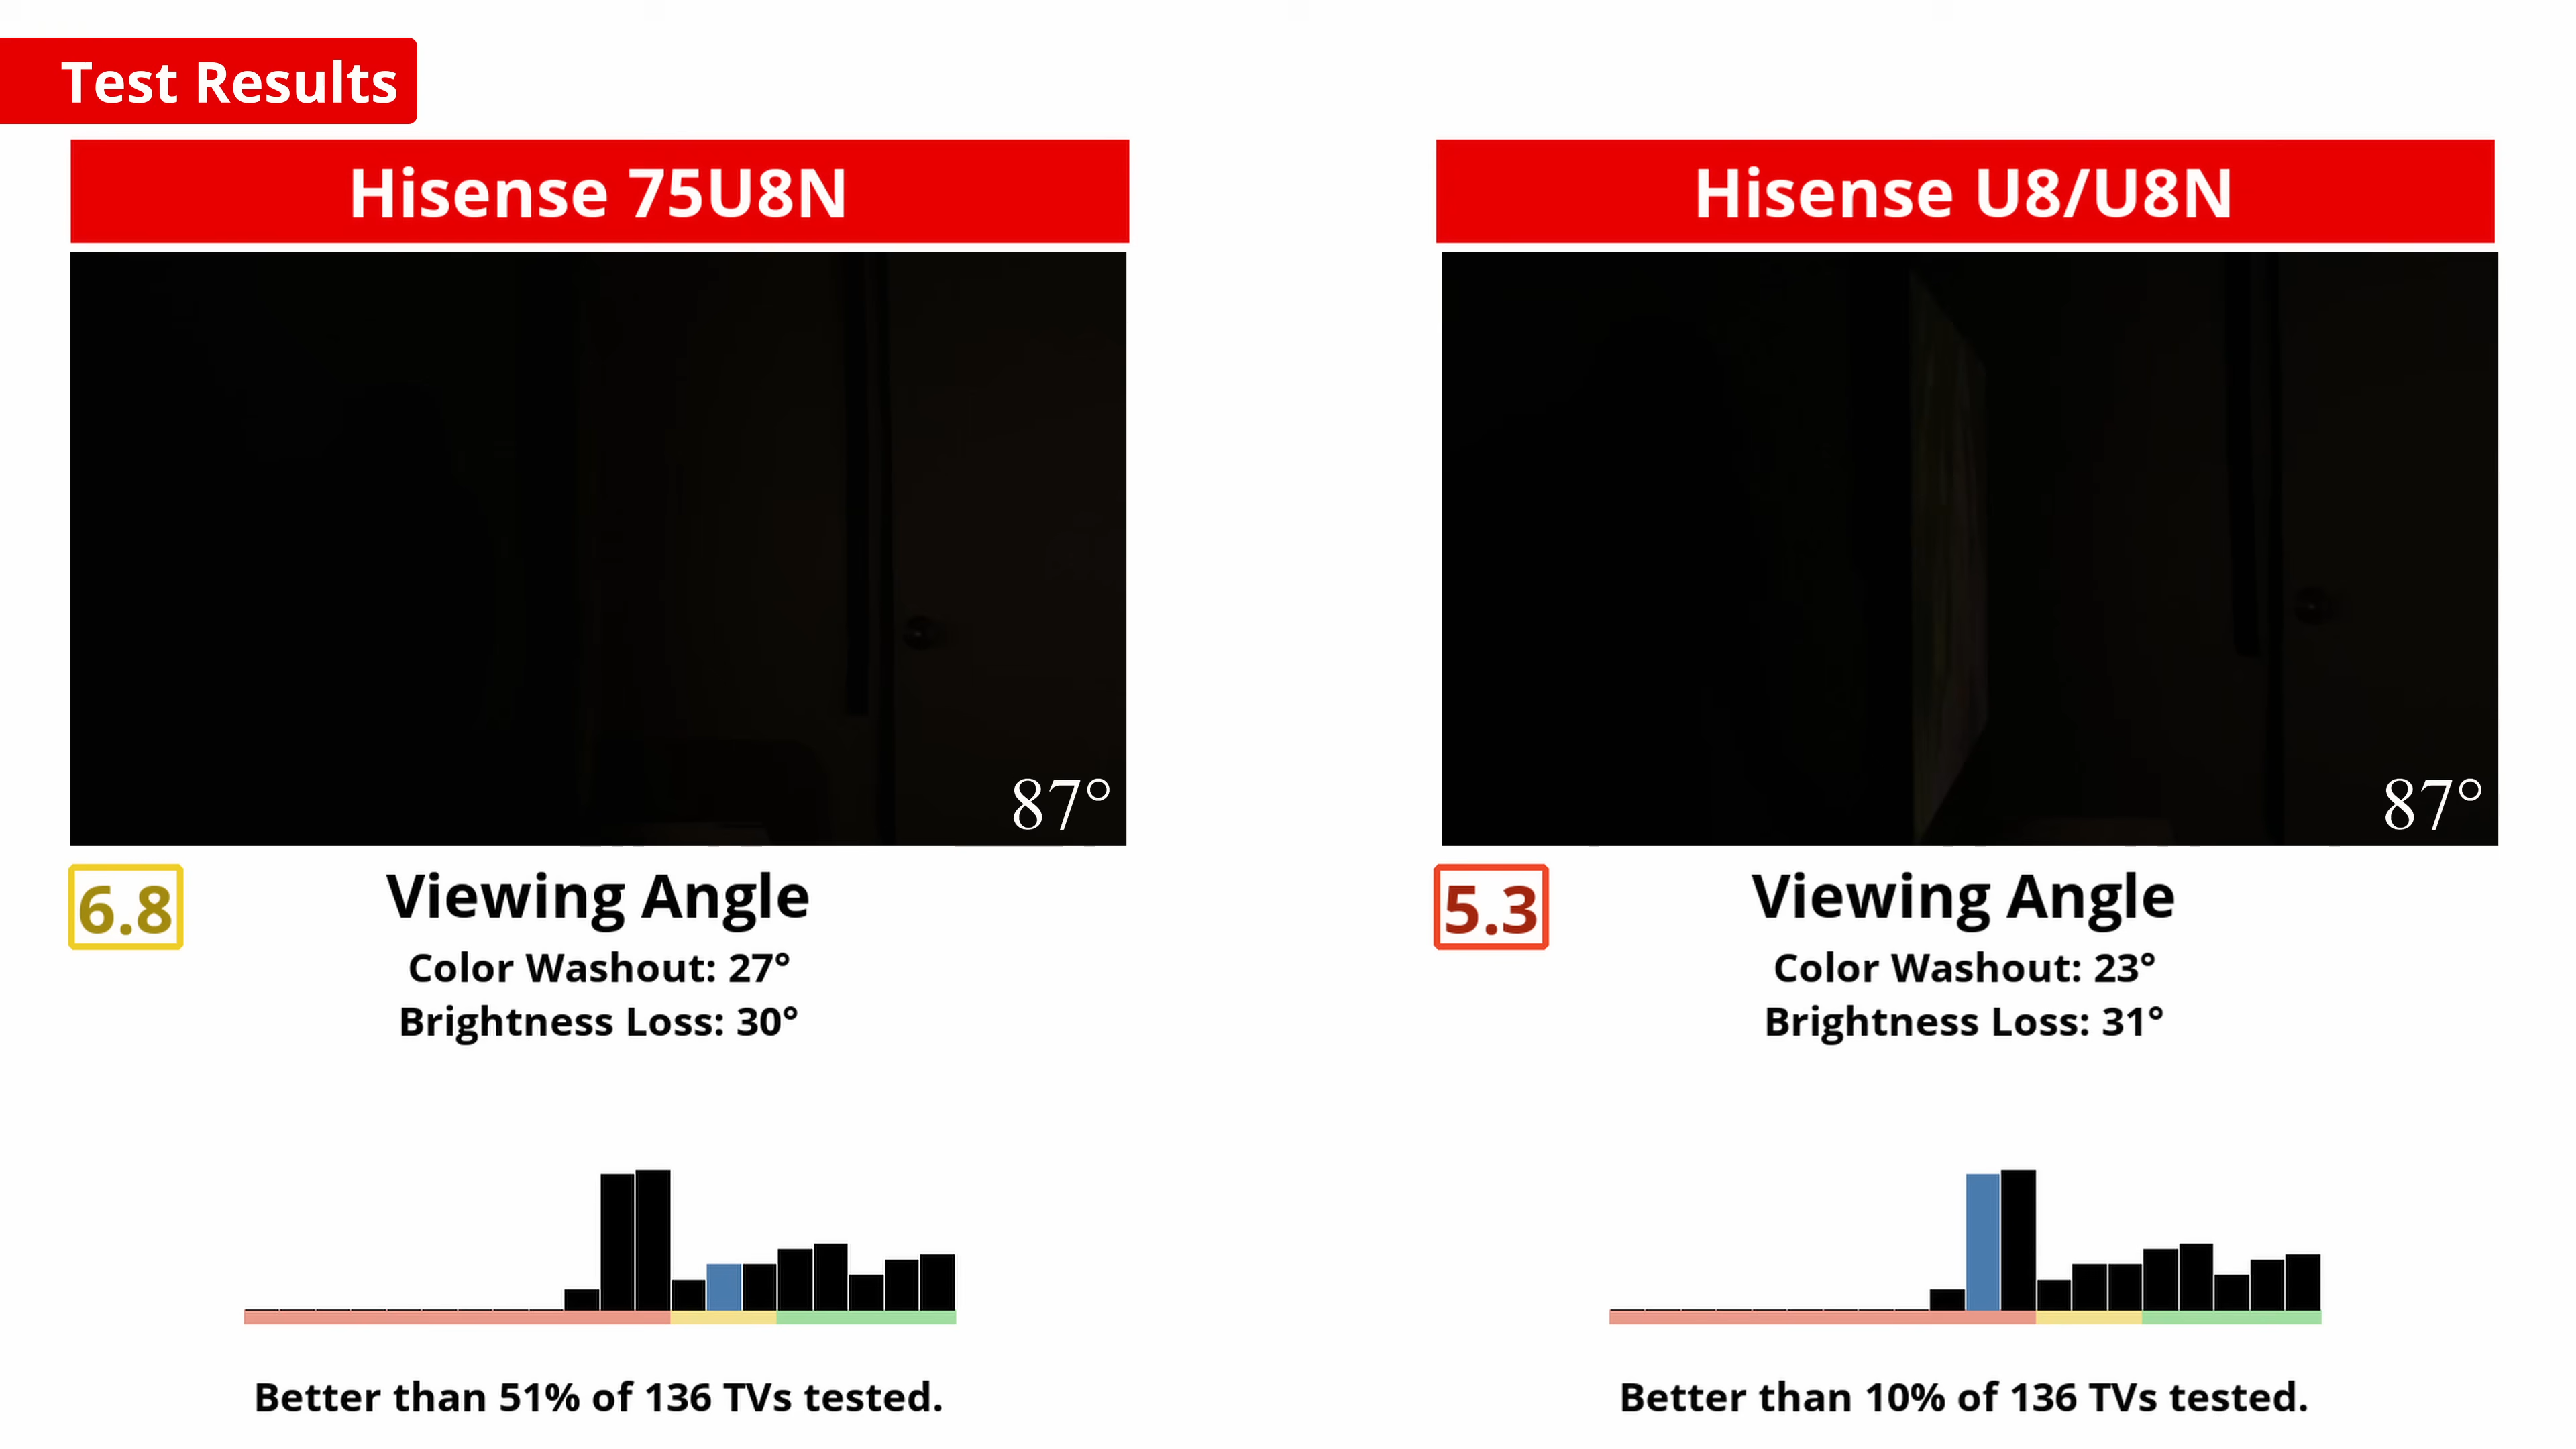 Test Results
Hisense 75U8N
87°
6.8
Viewing Angle
Color Washout: 27°
Brightness Loss: 30°
Better than 51% of 136 TVs tested.
Hisense U8/U8N
87°
5.3
Viewing Angle
Color Washout: 23°
Brightness Loss: 31°
Better than 10% of 136 TVs tested.